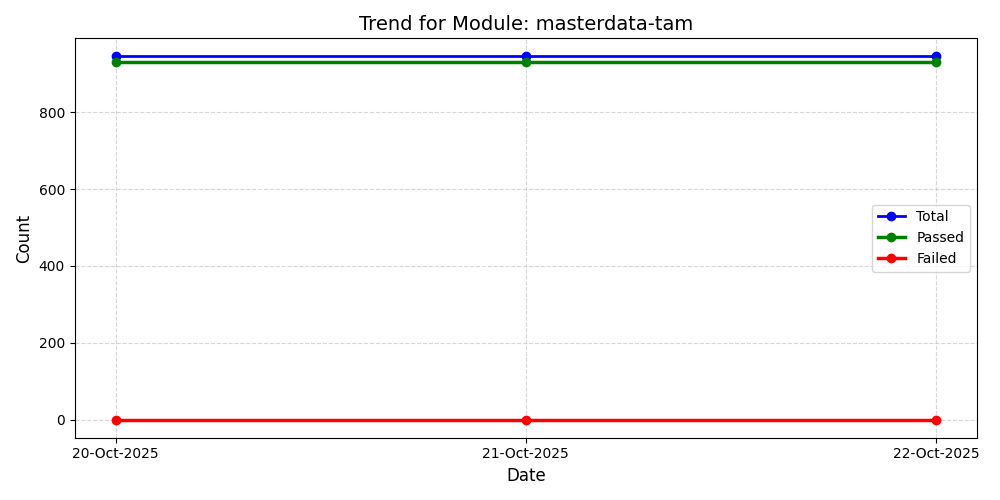 Trend for Module: masterdata-tam
Count
800
600
400
200
0
Total
Passed
Failed
20-Oct-2025
21-Oct-2025
22-Oct-2025
Date